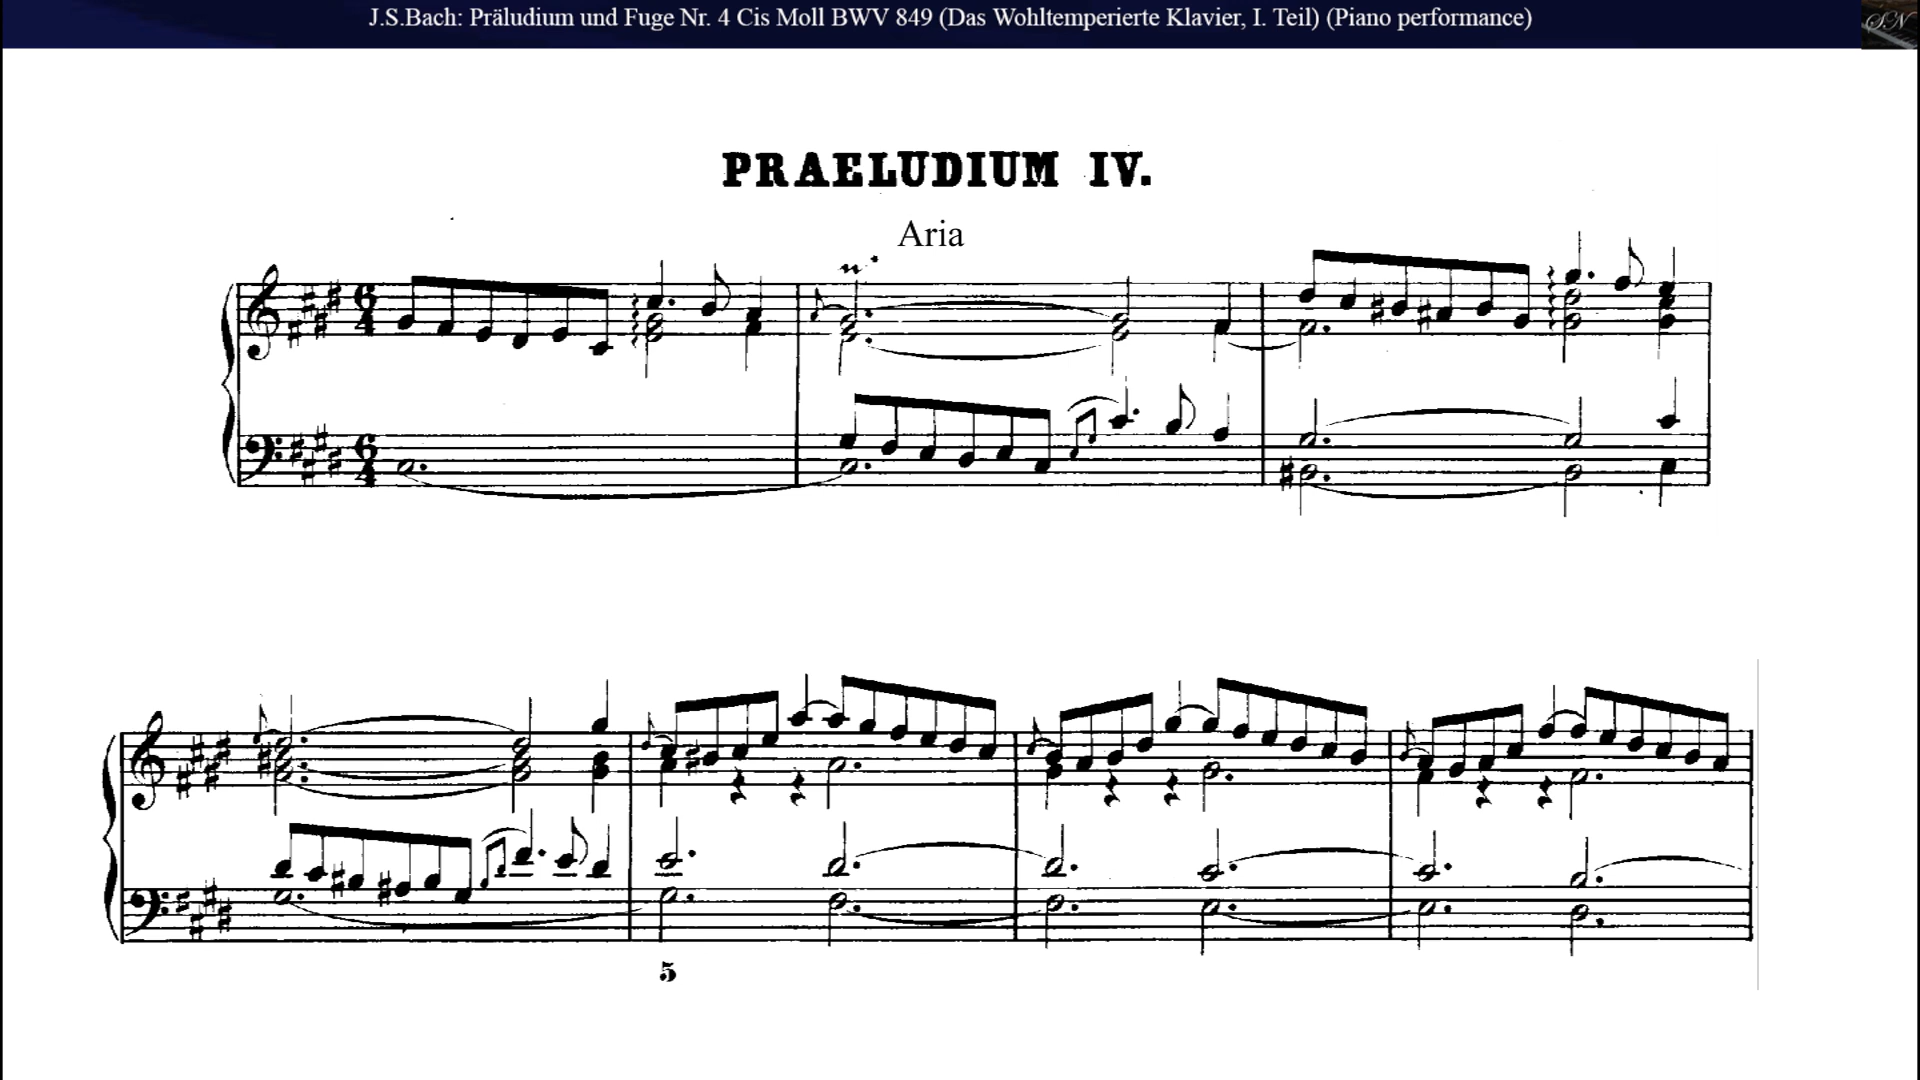 J.S.Bach: Präludium und Fuge Nr. 4 Cis Moll BWV 849 (Das Wohltemperierte Klavier, I. Teil) (Piano performance)
S.N
PRAELUDIUM IV.
Aria
6
4
6
4
5